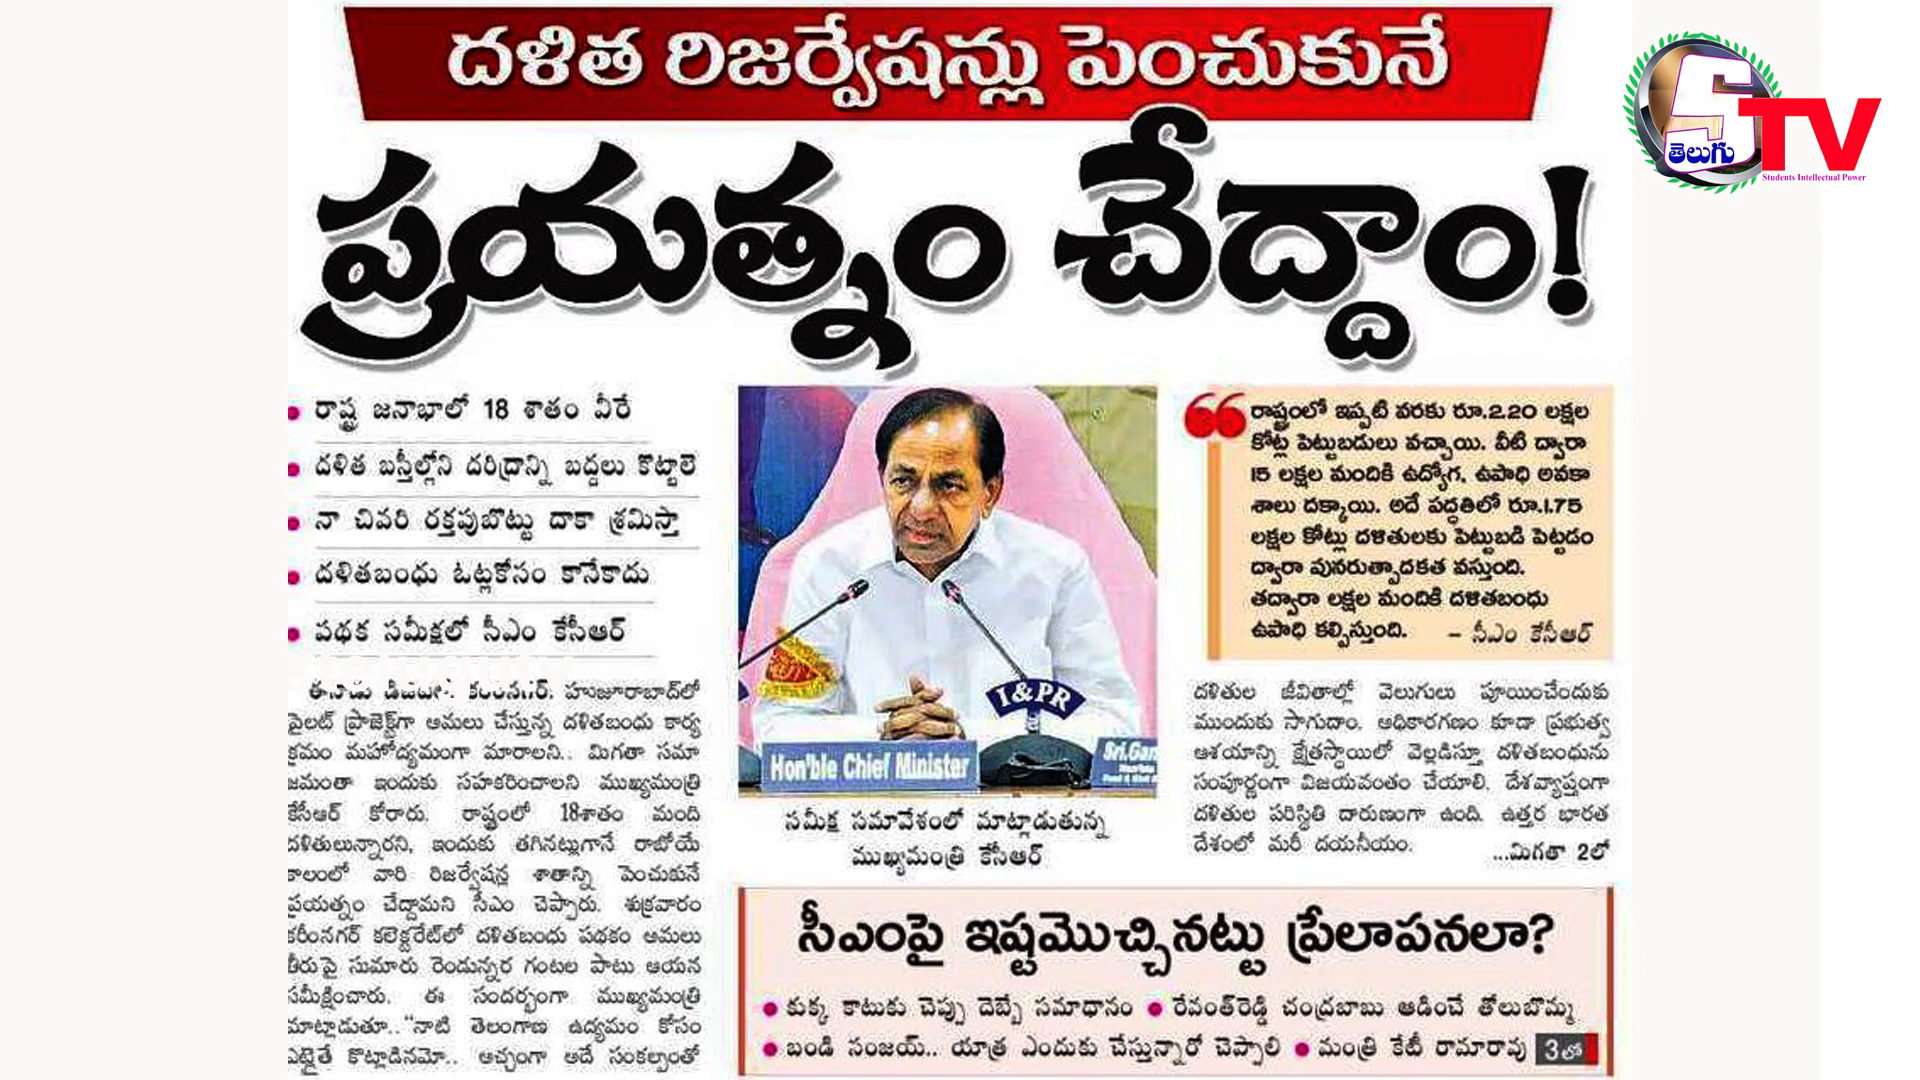 దళిత రిజర్వేషన్లు పెంచుకునే
ప్రయత్నం చేద్దాం!
S TV
తెలుగు
Students Intellectual Power
రాష్ట్ర జనాభాలో 18 శాతం వీరే
దళిత బస్తీల్లోని దరిద్రాన్ని బద్దలు కొట్టాలె
నా చివరి రక్తపుబొట్టు దాకా శ్రమిస్తా
దళితబంధు ఓట్లకోసం కానేకాదు
పథక సమీక్షలో సీఎం కేసీఆర్
కరీంనగర్: హుజూరాబాద్‌లో
పైలట్ ప్రాజెక్ట్‌గా అమలు చేస్తున్న దళితబంధు కార్య
క్రమం మహోద్యమంగా మారాలని.. మిగతా సమా
జమంతా ఇందుకు సహకరించాలని ముఖ్యమంత్రి
కేసీఆర్ కోరారు. రాష్ట్రంలో 18శాతం మంది
దళితులున్నారని, ఇందుకు తగినట్లుగానే రాబోయే
కాలంలో వారి రిజర్వేషన్ల శాతాన్ని పెంచుకునే
ప్రయత్నం చేద్దామని సీఎం చెప్పారు. శుక్రవారం
కరీంనగర్ కలెక్టరేట్‌లో దళితబంధు పథకం అమలు
తీరుపై సుమారు రెండున్నర గంటల పాటు ఆయన
సమీక్షించారు. ఈ సందర్భంగా ముఖ్యమంత్రి
మాట్లాడుతూ.. "నాటి తెలంగాణ ఉద్యమం కోసం
ఎట్లైతే కొట్లాడినమో.. అచ్చంగా అదే సంకల్పంతో
I&PR
Hon'ble Chief Minister
Sri.Gan
సమీక్ష సమావేశంలో మాట్లాడుతున్న
ముఖ్యమంత్రి కేసీఆర్
రాష్ట్రంలో ఇప్పటి వరకు రూ.2.20 లక్షల
కోట్ల పెట్టుబడులు వచ్చాయి. వీటి ద్వారా
15 లక్షల మందికి ఉద్యోగ, ఉపాధి అవకా
శాలు దక్కాయి. అదే పద్ధతిలో రూ.1.75
లక్షల కోట్లు దళితులకు పెట్టుబడి పెట్టడం
ద్వారా పునరుత్పాదకత వస్తుంది.
తద్వారా లక్షల మందికి దళితబంధు
ఉపాధి కల్పిస్తుంది. – సీఎం కేసీఆర్
దళితుల జీవితాల్లో వెలుగులు పూయించేందుకు
ముందుకు సాగుదాం. అధికారగణం కూడా ప్రభుత్వ
ఆశయాన్ని క్షేత్రస్థాయిలో వెల్లడిస్తూ దళితబంధును
సంపూర్ణంగా విజయవంతం చేయాలి. దేశవ్యాప్తంగా
దళితుల పరిస్థితి దారుణంగా ఉంది. ఉత్తర భారత
దేశంలో మరీ దయనీయం. ...మిగతా 2లో
సీఎంపై ఇష్టమొచ్చినట్టు ప్రేలాపనలా?
కుక్క కాటుకు చెప్పు దెబ్బే సమాధానం ● రేవంత్‌రెడ్డి చంద్రబాబు ఆడించే తోలుబొమ్మ
బండి సంజయ్.. యాత్ర ఎందుకు చేస్తున్నారో చెప్పాలి ● మంత్రి కేటీ రామారావు 3లో